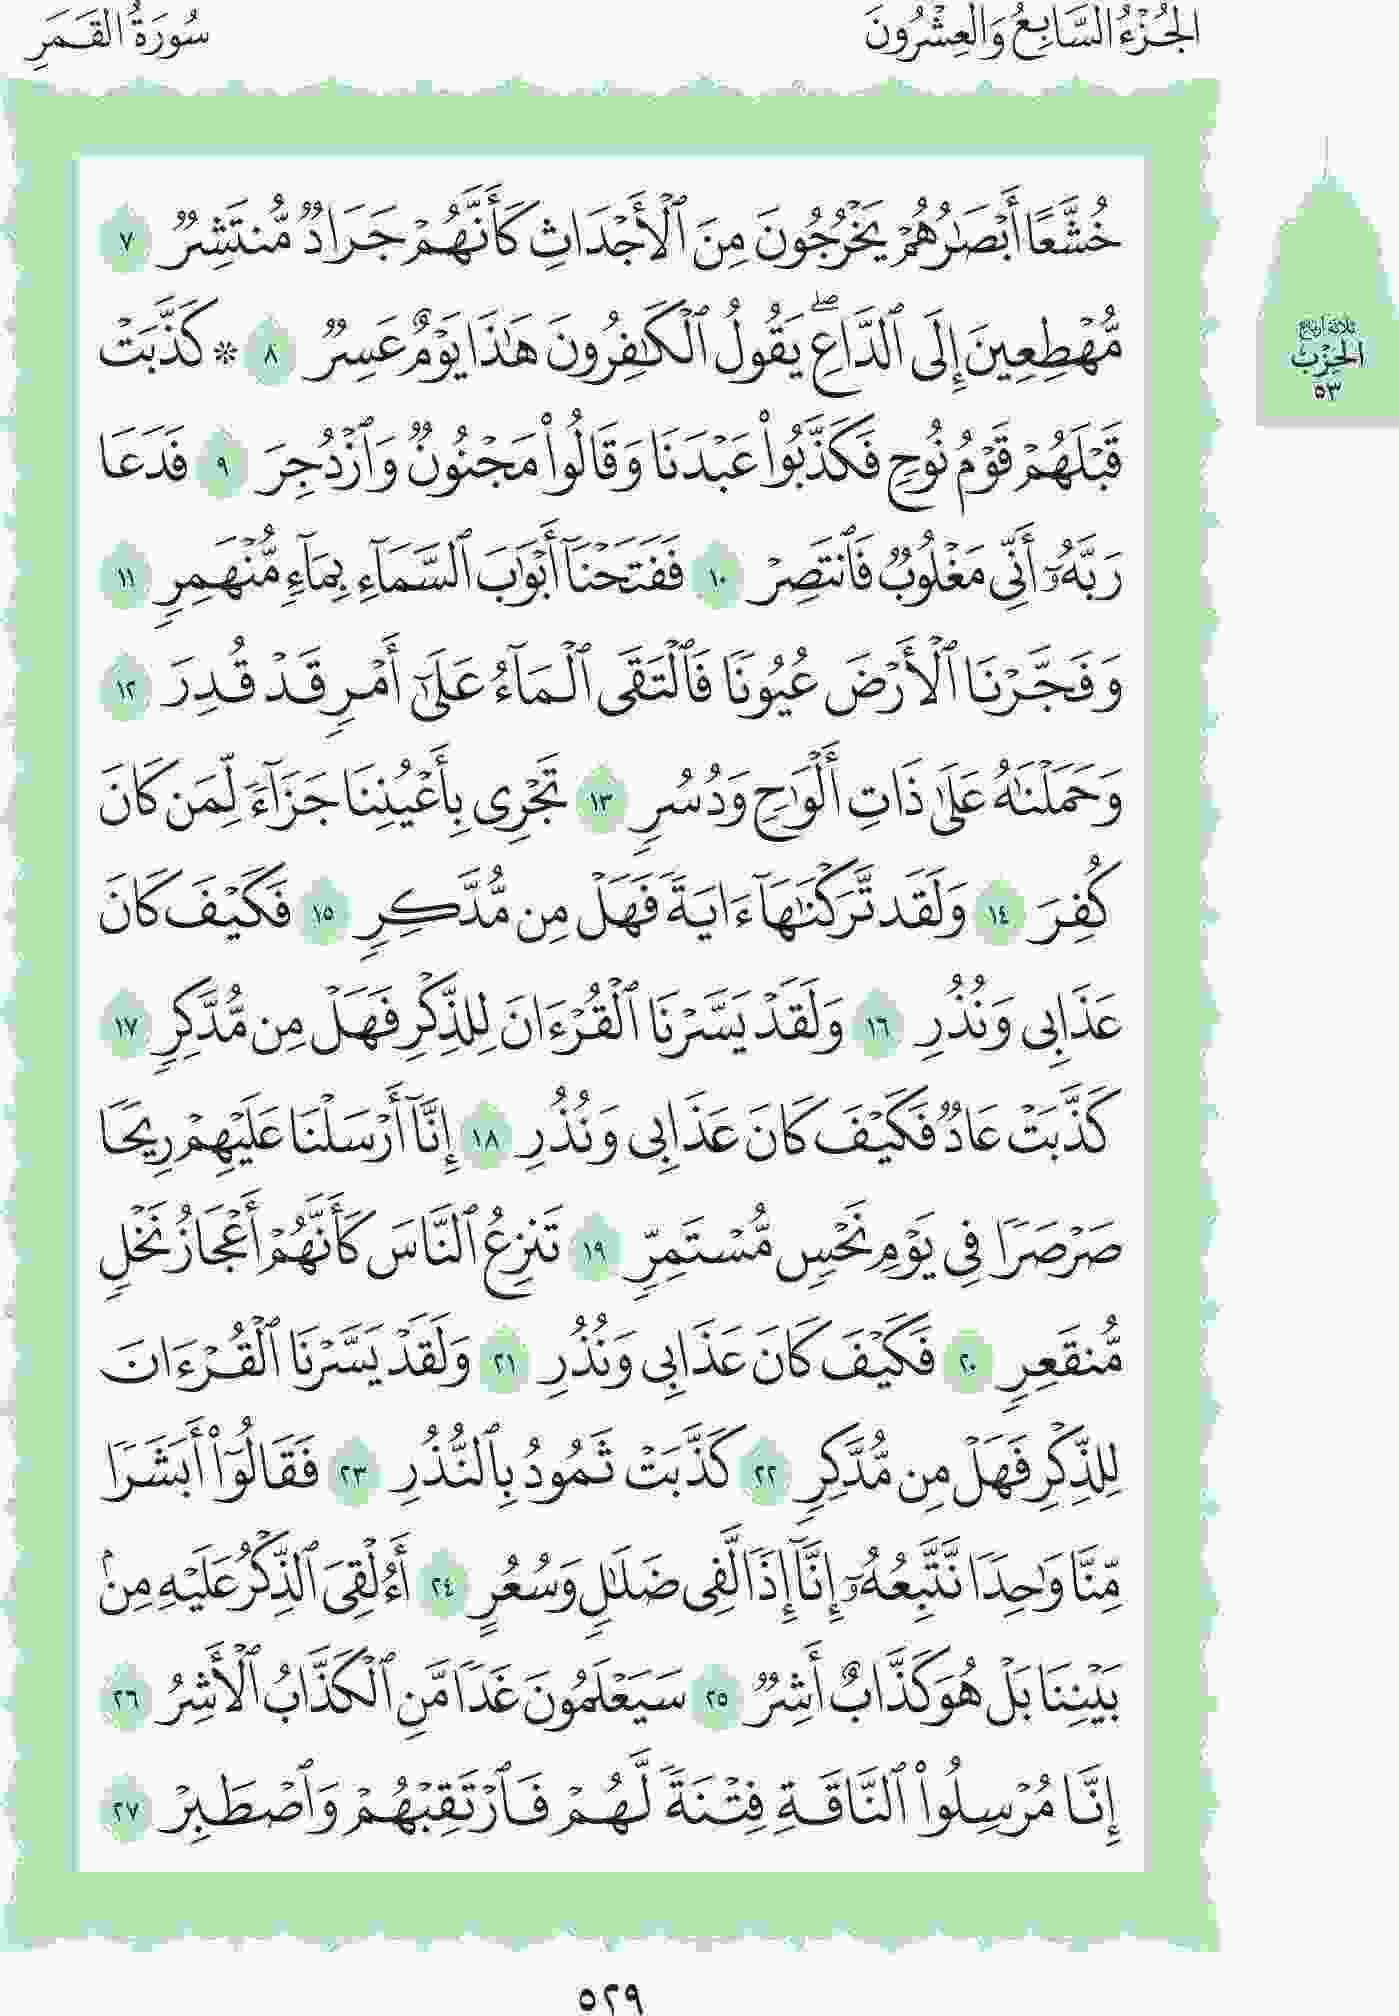 الجُزْءُ السَّابِعُ وَالعِشْرُونَ
سُورَةُ القَمَرِ
خُشَّعًا أَبْصَٰرُهُمْ يَخْرُجُونَ مِنَ ٱلْأَجْدَاثِ كَأَنَّهُمْ جَرَادٌ مُّنتَشِرٌ ٧
مُّهْطِعِينَ إِلَى ٱلدَّاعِۖ يَقُولُ ٱلْكَٰفِرُونَ هَٰذَا يَوْمٌ عَسِرٌ ٨ * كَذَّبَتْ
قَبْلَهُمْ قَوْمُ نُوحٍ فَكَذَّبُوا۟ عَبْدَنَا وَقَالُوا۟ مَجْنُونٌ وَٱزْدُجِرَ ٩ فَدَعَا
رَبَّهُۥٓ أَنِّى مَغْلُوبٌ فَٱنتَصِرْ ١٠ فَفَتَحْنَآ أَبْوَٰبَ ٱلسَّمَآءِ بِمَآءٍ مُّنْهَمِرٍ ١١
وَفَجَّرْنَا ٱلْأَرْضَ عُيُونًا فَٱلْتَقَى ٱلْمَآءُ عَلَىٰٓ أَمْرٍ قَدْ قُدِرَ ١٢
وَحَمَلْنَٰهُ عَلَىٰ ذَاتِ أَلْوَٰحٍ وَدُسُرٍ ١٣ تَجْرِى بِأَعْيُنِنَا جَزَآءً لِّمَن كَانَ
كُفِرَ ١٤ وَلَقَد تَّرَكْنَٰهَآ ءَايَةً فَهَلْ مِن مُّدَّكِرٍ ١٥ فَكَيْفَ كَانَ
عَذَابِى وَنُذُرِ ١٦ وَلَقَدْ يَسَّرْنَا ٱلْقُرْءَانَ لِلذِّكْرِ فَهَلْ مِن مُّدَّكِرٍ ١٧
كَذَّبَتْ عَادٌ فَكَيْفَ كَانَ عَذَابِى وَنُذُرِ ١٨ إِنَّآ أَرْسَلْنَا عَلَيْهِمْ رِيحًا
صَرْصَرًا فِى يَوْمِ نَحْسٍ مُّسْتَمِرٍّ ١٩ تَنزِعُ ٱلنَّاسَ كَأَنَّهُمْ أَعْجَازُ نَخْلٍ
مُّنقَعِرٍ ٢٠ فَكَيْفَ كَانَ عَذَابِى وَنُذُرِ ٢١ وَلَقَدْ يَسَّرْنَا ٱلْقُرْءَانَ
لِلذِّكْرِ فَهَلْ مِن مُّدَّكِرٍ ٢٢ كَذَّبَتْ ثَمُودُ بِٱلنُّذُرِ ٢٣ فَقَالُوٓا۟ أَبَشَرًا
مِّنَّا وَٰحِدًا نَّتَّبِعُهُۥٓ إِنَّآ إِذًا لَّفِى ضَلَٰلٍ وَسُعُرٍ ٢٤ أَءُلْقِىَ ٱلذِّكْرُ عَلَيْهِ مِنۢ
بَيْنِنَا بَلْ هُوَ كَذَّابٌ أَشِرٌ ٢٥ سَيَعْلَمُونَ غَدًا مَّنِ ٱلْكَذَّابُ ٱلْأَشِرُ ٢٦
إِنَّا مُرْسِلُوا۟ ٱلنَّاقَةِ فِتْنَةً لَّهُمْ فَٱرْتَقِبْهُمْ وَٱصْطَبِرْ ٢٧
ثلاثة أرباع
الحزب
٥٣
٥٢٩